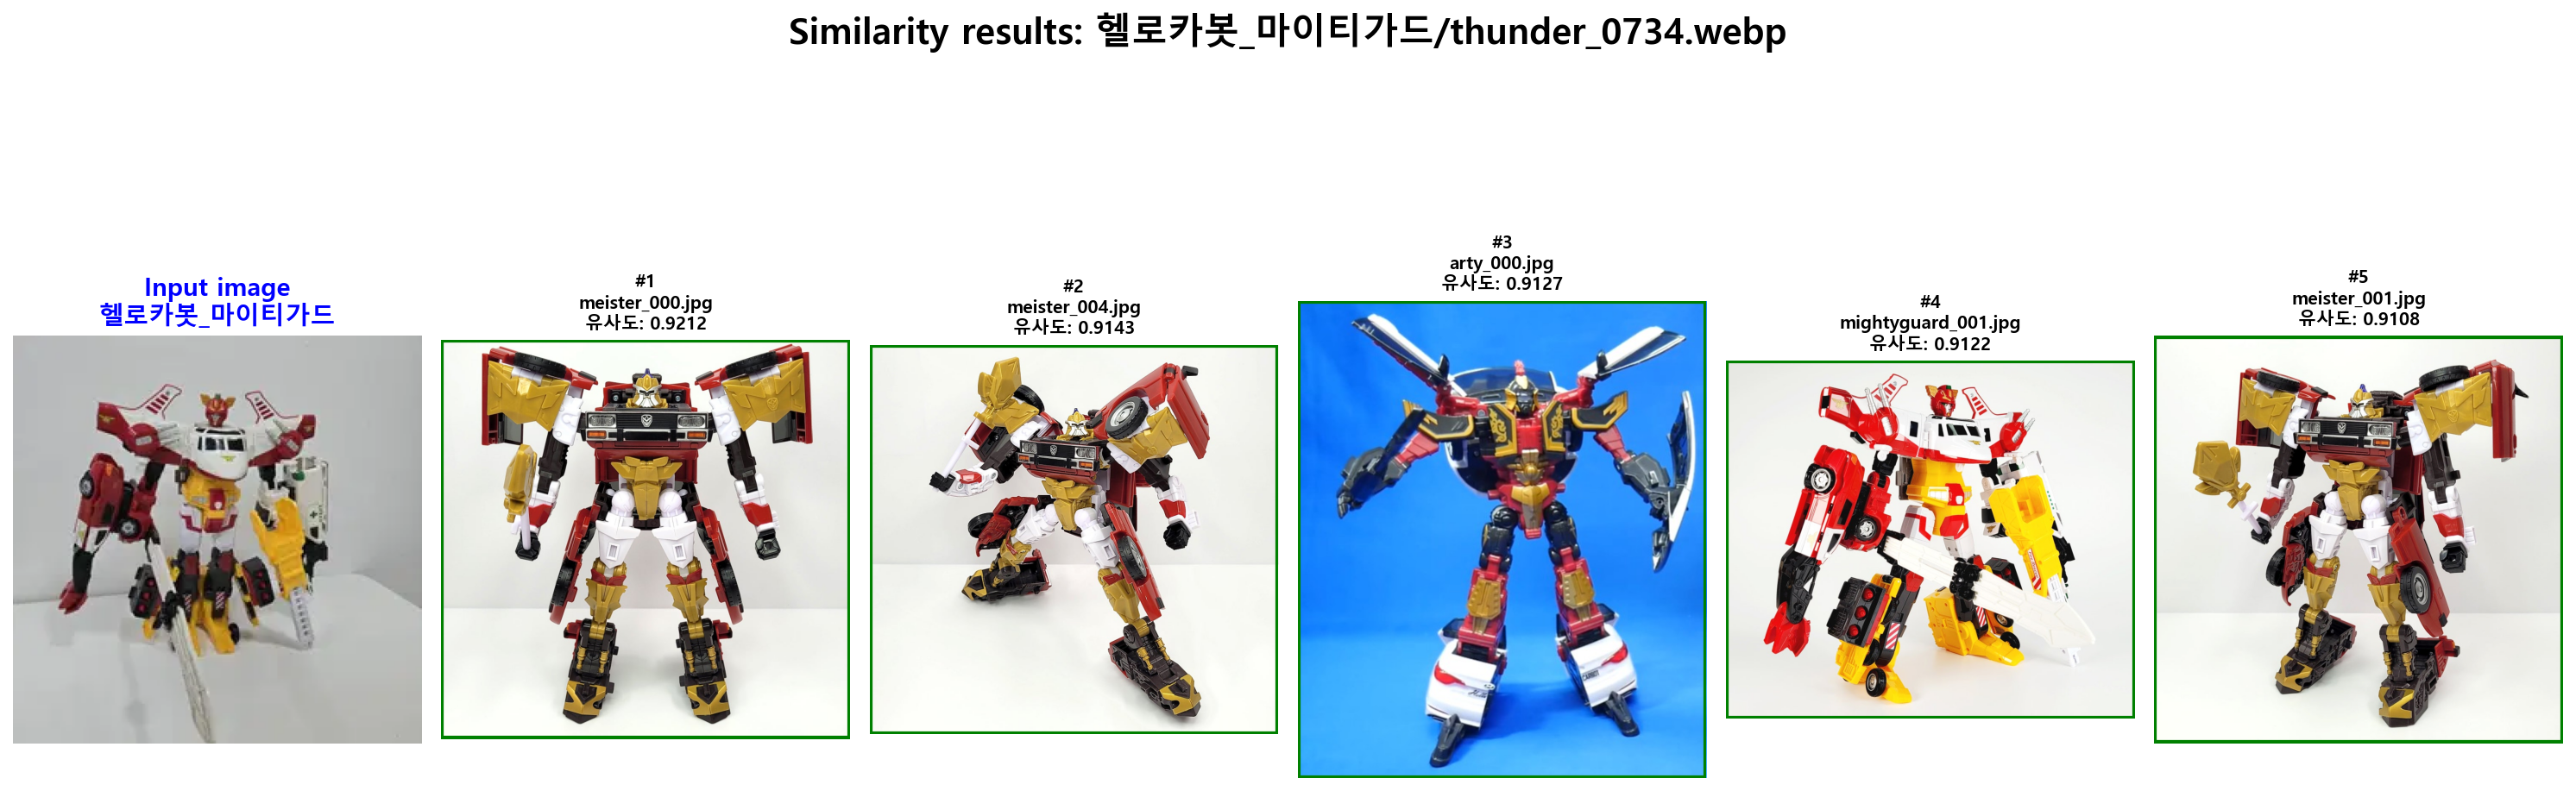 Similarity results: 헬로카봇_마이티가드/thunder_0734.webp
Input image
헬로카봇_마이티가드
#1
meister_000.jpg
유사도: 0.9212
#2
meister_004.jpg
유사도: 0.9143
#3
arty_000.jpg
유사도: 0.9127
#4
mightyguard_001.jpg
유사도: 0.9122
#5
meister_001.jpg
유사도: 0.9108